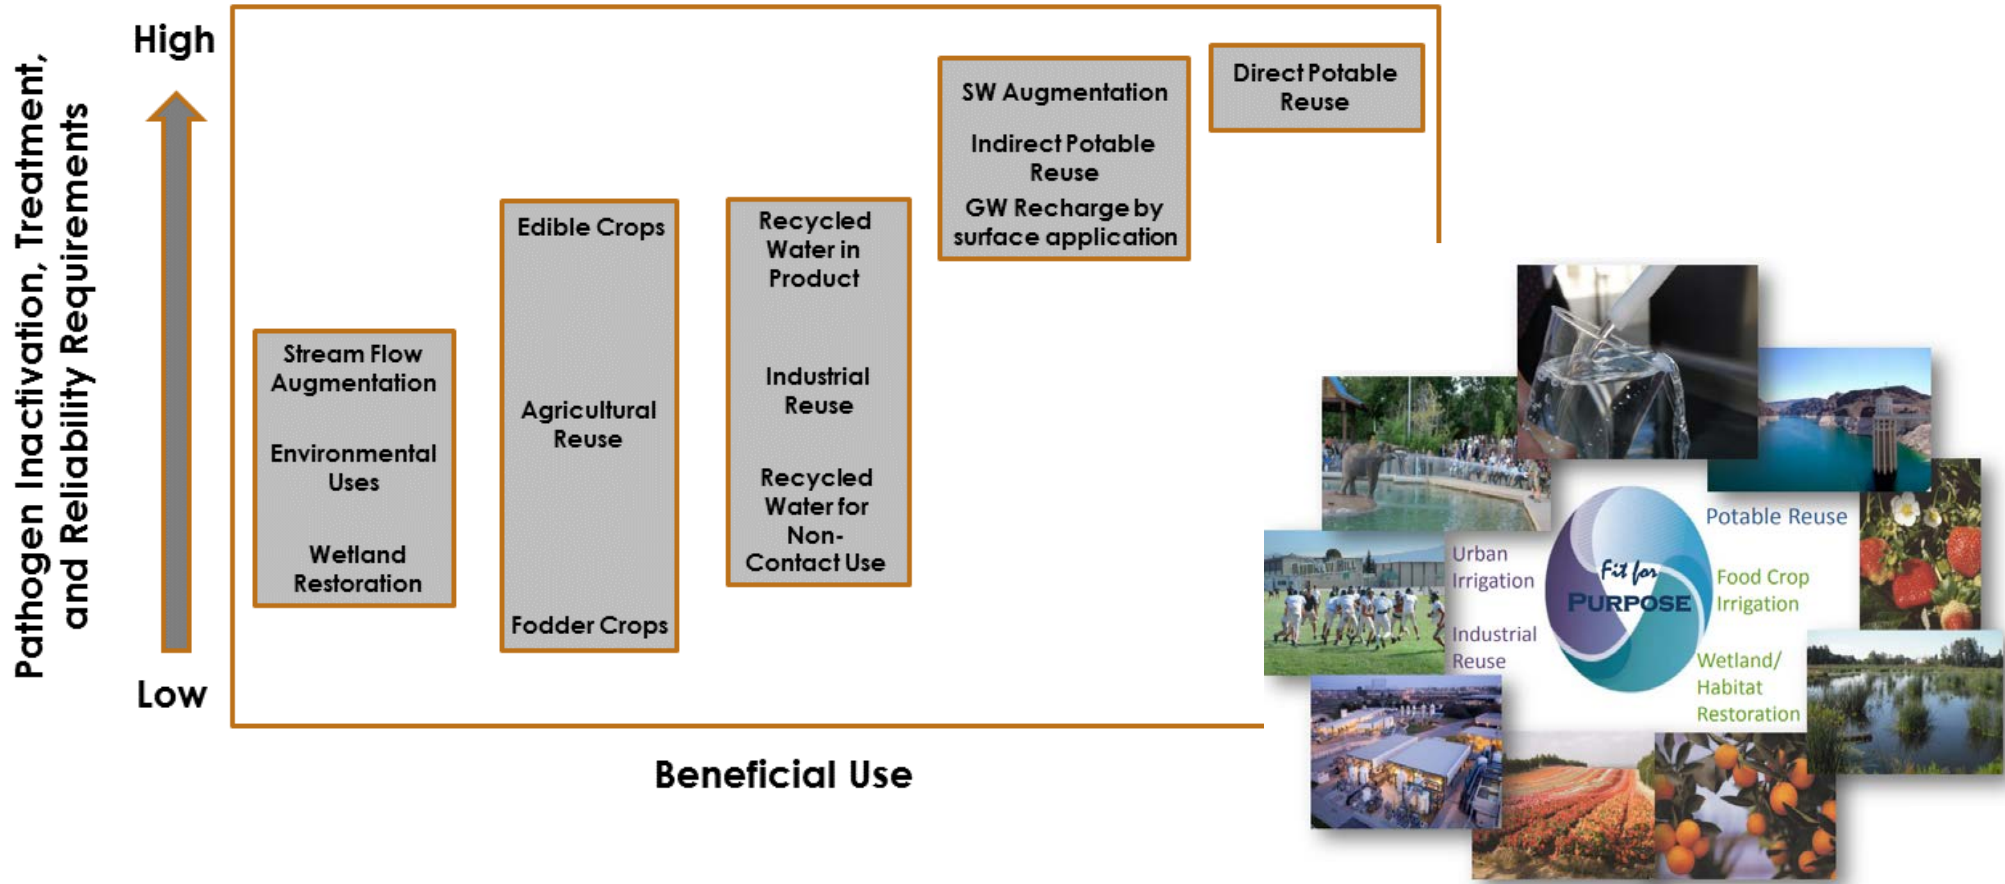 Pathogen Inactivation, Treatment,
and Reliability Requirements
High
Low
Stream Flow
Augmentation
Environmental
Uses
Wetland
Restoration
Edible Crops
Agricultural
Reuse
Fodder Crops
Recycled
Water in
Product
Industrial
Reuse
Recycled
Water for
Non-
Contact Use
SW Augmentation
Indirect Potable
Reuse
GW Recharge by
surface application
Direct Potable
Reuse
Beneficial Use
Potable Reuse
Urban
Irrigation
Fit for
PURPOSE
Food Crop
Irrigation
Industrial
Reuse
Wetland/
Habitat
Restoration